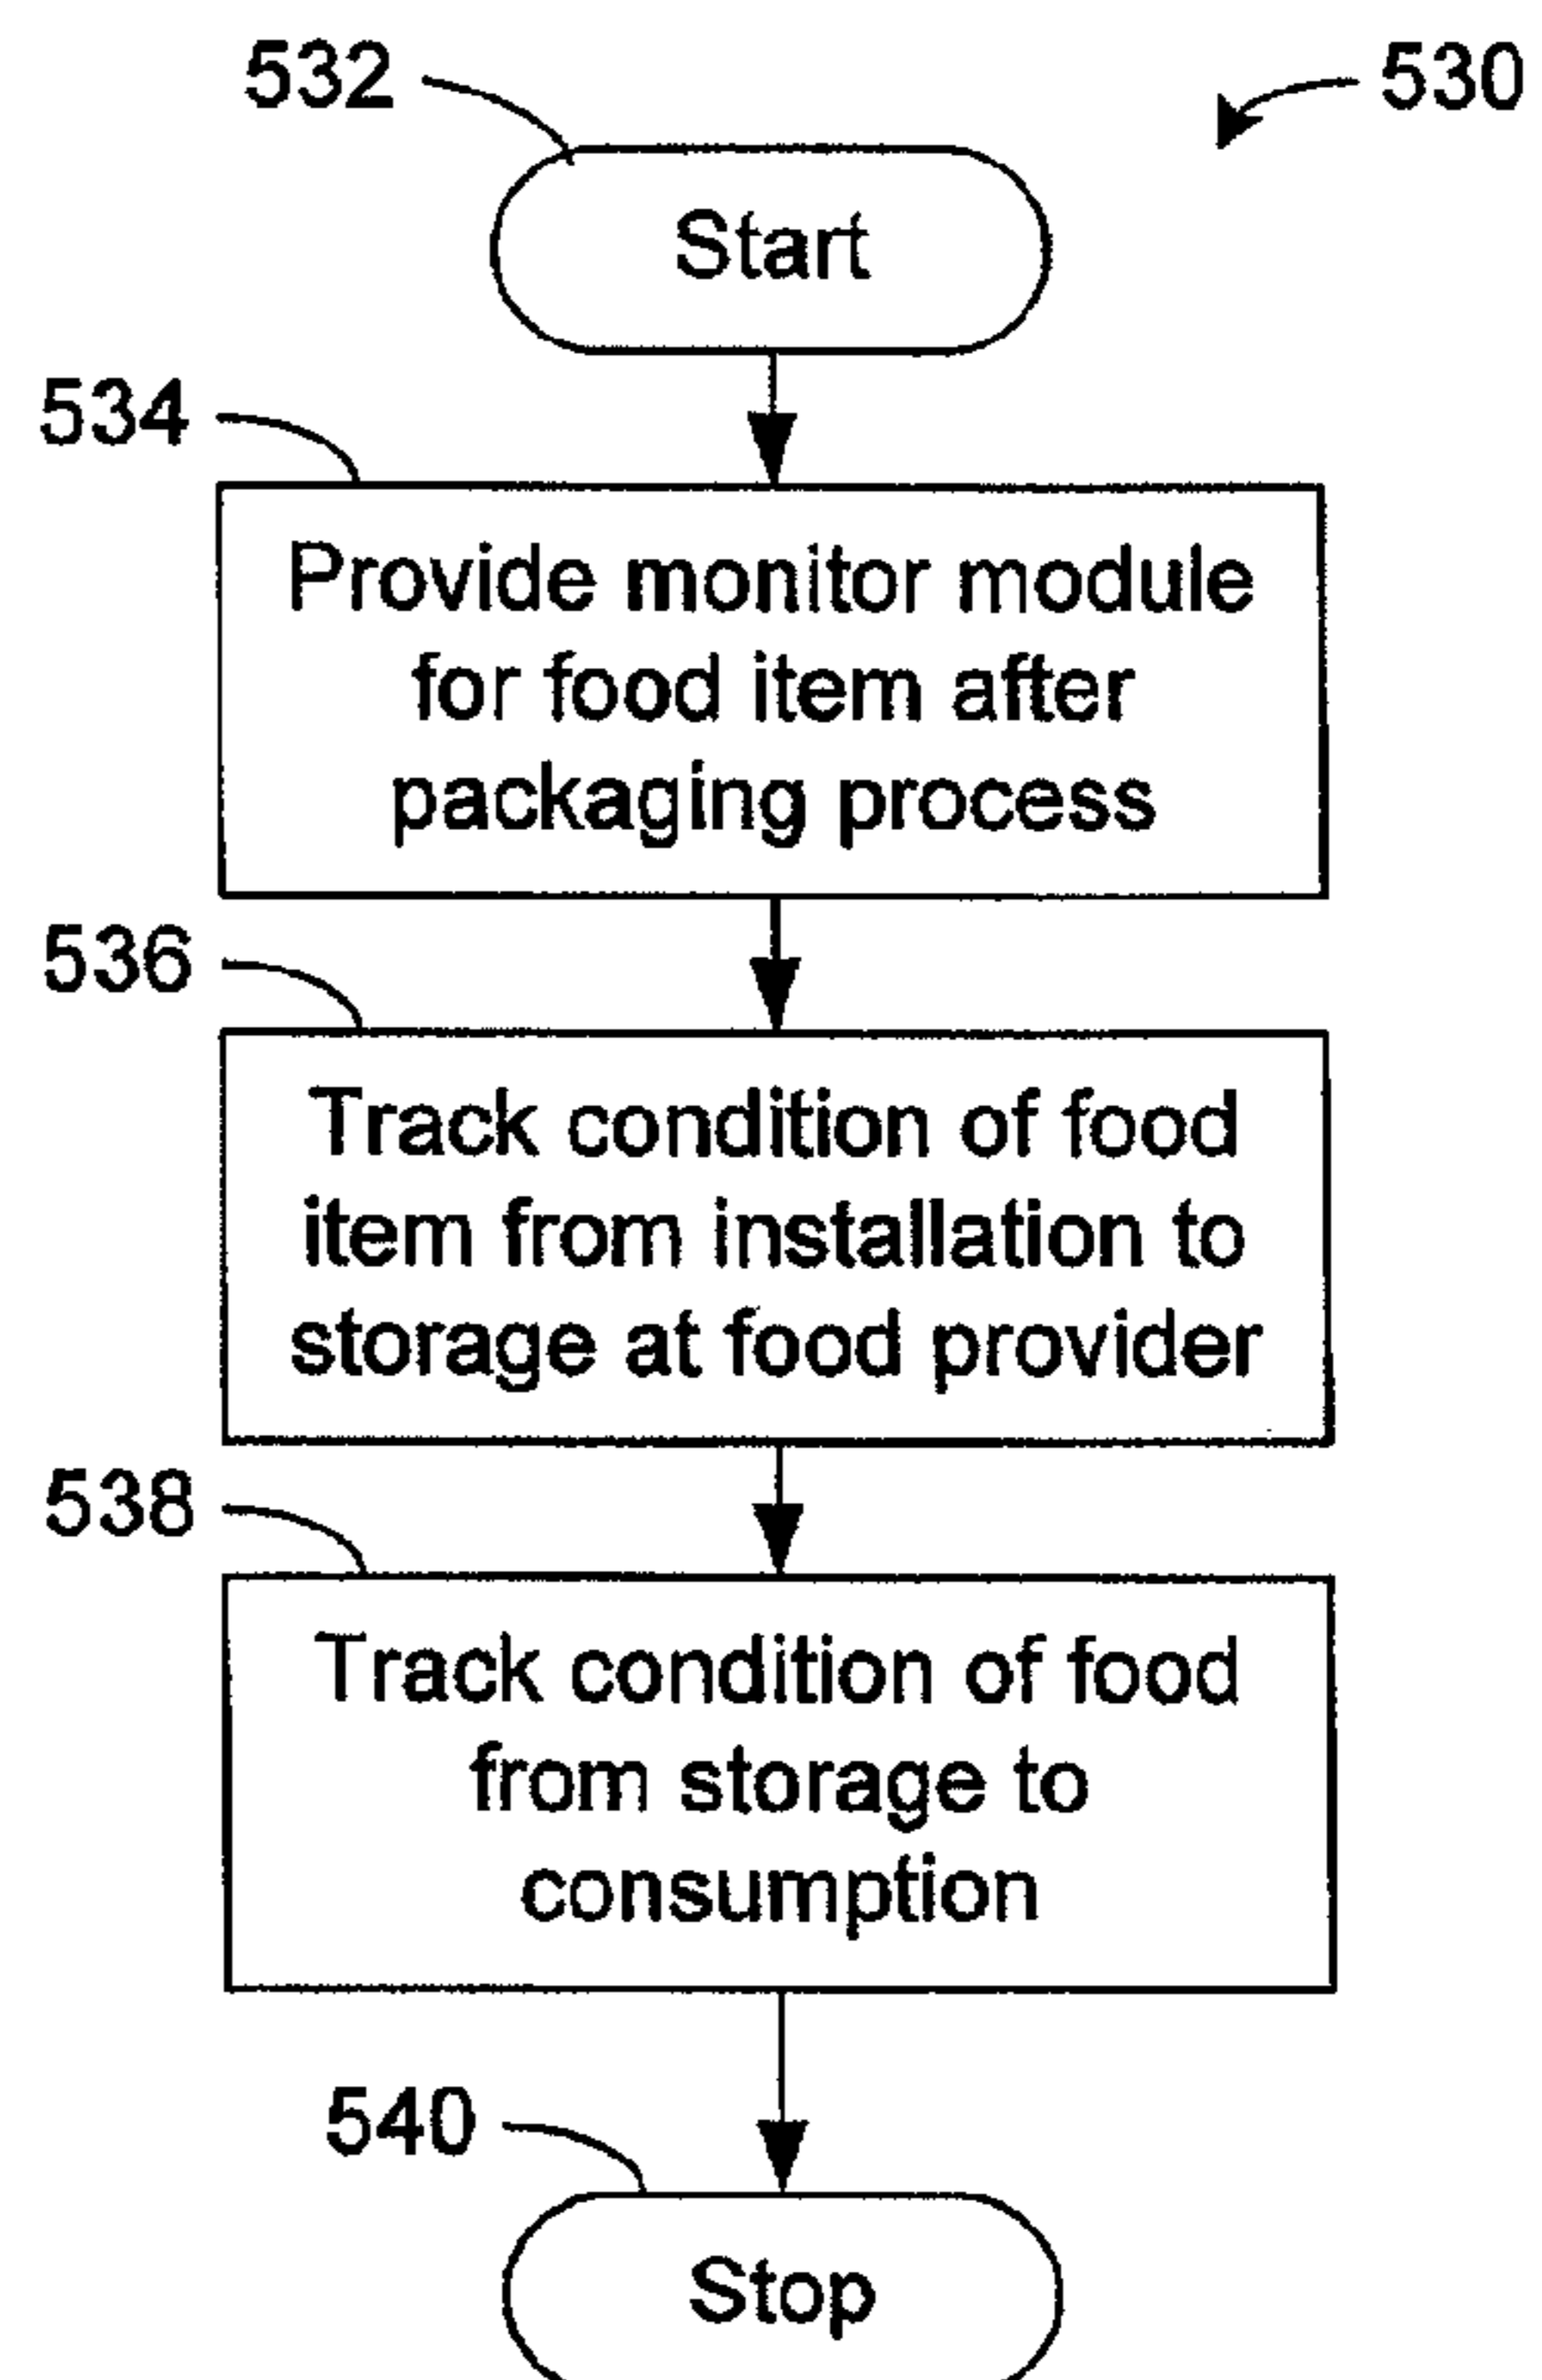 532
530
Start
534
Provide monitor module
for food item after
packaging process
536
Track condition of food
item from installation to
storage at food provider
538
Track condition of food
from storage to
consumption
540
Stop